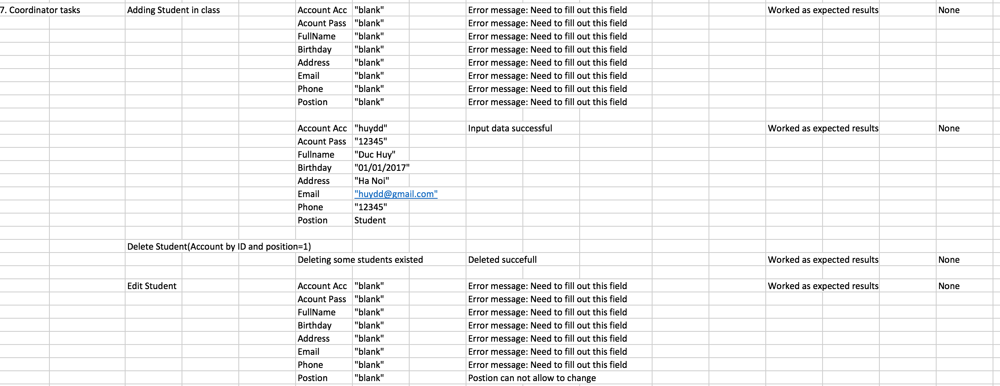 7. Coordinator tasks Adding Student in class Account Acc "blank" Error message: Need to fill out this field Worked as expected results None
Acount Pass "blank" Error message: Need to fill out this field
FullName "blank" Error message: Need to fill out this field
Birthday "blank" Error message: Need to fill out this field
Address "blank" Error message: Need to fill out this field
Email "blank" Error message: Need to fill out this field
Phone "blank" Error message: Need to fill out this field
Postion "blank" Error message: Need to fill out this field
Account Acc "huydd" Input data successful Worked as expected results None
Acount Pass "12345"
Fullname "Duc Huy"
Birthday "01/01/2017"
Address "Ha Noi"
Email "huydd@gmail.com"
Phone "12345"
Postion Student
Delete Student(Account by ID and position=1)
Deleting some students existed Deleted succefull Worked as expected results None
Edit Student Account Acc "blank" Error message: Need to fill out this field Worked as expected results None
Acount Pass "blank" Error message: Need to fill out this field
FullName "blank" Error message: Need to fill out this field
Birthday "blank" Error message: Need to fill out this field
Address "blank" Error message: Need to fill out this field
Email "blank" Error message: Need to fill out this field
Phone "blank" Error message: Need to fill out this field
Postion "blank" Postion can not allow to change